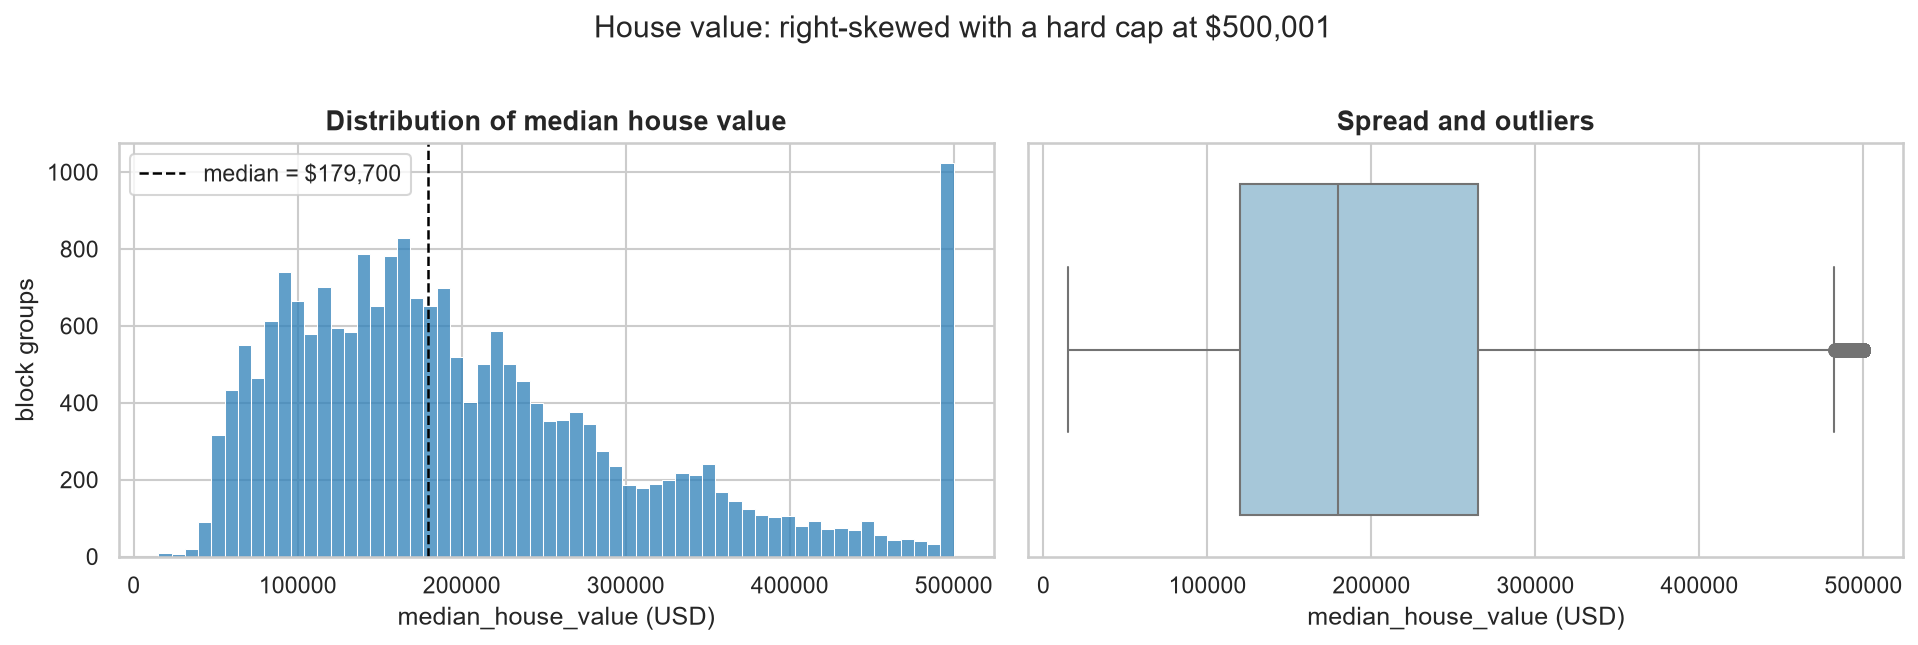 House value: right-skewed with a hard cap at $500,001
Distribution of median house value
median = $179,700
1000
800
600
400
200
0
block groups
0 100000 200000 300000 400000 500000
median_house_value (USD)
Spread and outliers
0 100000 200000 300000 400000 500000
median_house_value (USD)